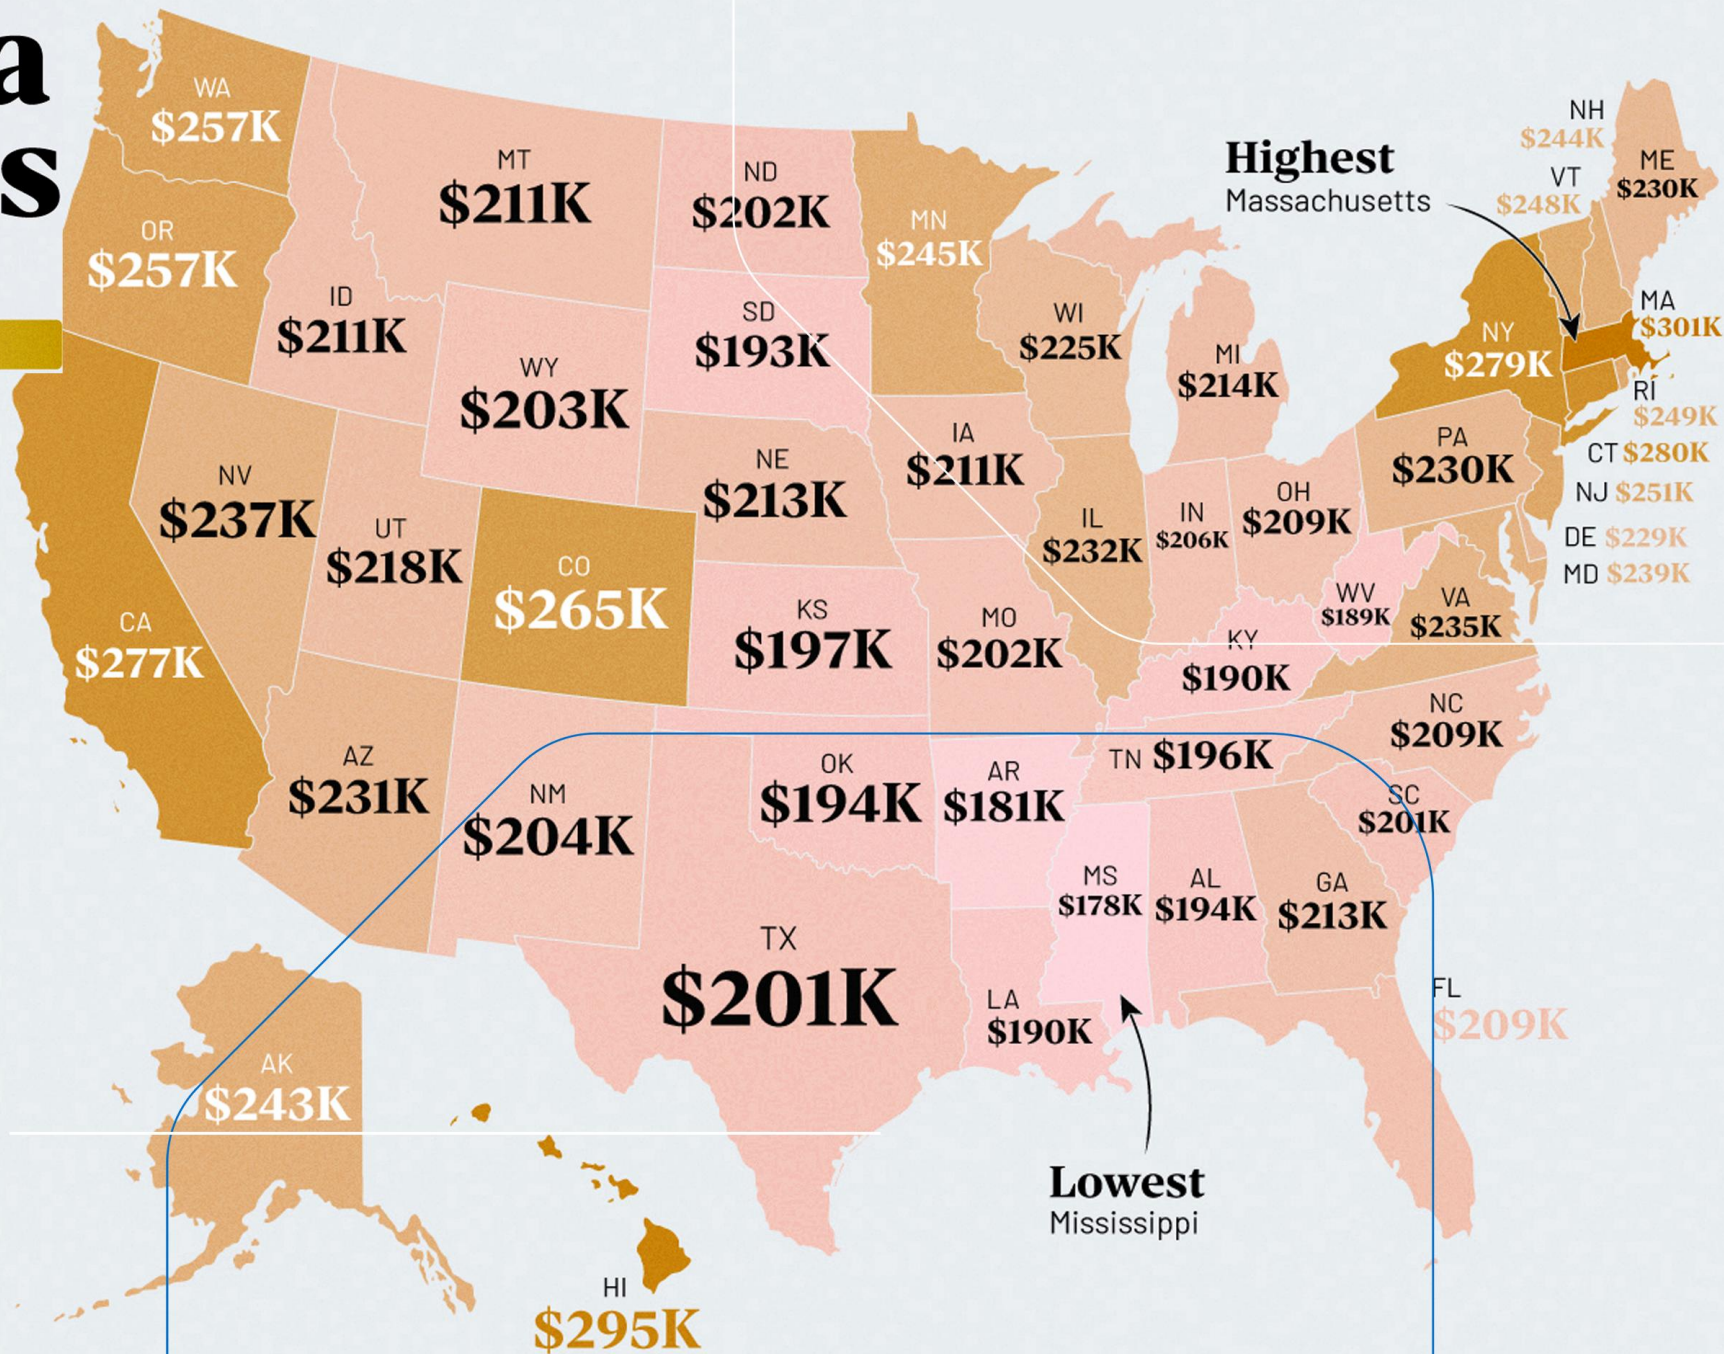 a
s
WA
$257K
OR
$257K
CA
$277K
NV
$237K
ID
$211K
MT
$211K
WY
$203K
UT
$218K
CO
$265K
AZ
$231K
NM
$204K
ND
$202K
SD
$193K
NE
$213K
KS
$197K
OK
$194K
TX
$201K
MN
$245K
IA
$211K
MO
$202K
AR
$181K
LA
$190K
WI
$225K
IL
$232K
MI
$214K
IN
$206K
OH
$209K
KY
$190K
TN $196K
MS
$178K
AL
$194K
GA
$213K
FL
$209K
SC
$201K
NC
$209K
VA
$235K
WV
$189K
PA
$230K
NY
$279K
Highest
Massachusetts
NH
$244K
VT
$248K
ME
$230K
MA
$301K
RI
$249K
CT $280K
NJ $251K
DE $229K
MD $239K
AK
$243K
HI
$295K
Lowest
Mississippi